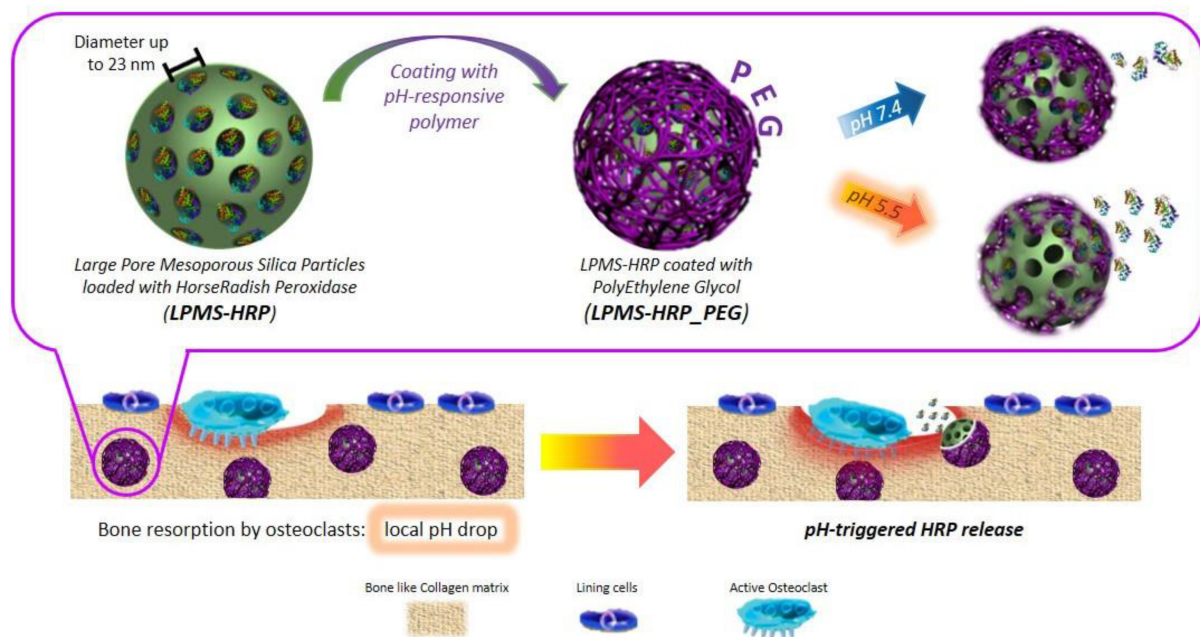 Diameter up
to 23 nm
Coating with
pH-responsive
polymer
PEG
pH 7.4
pH 5.5
Large Pore Mesoporous Silica Particles
loaded with HorseRadish Peroxidase
(LPMS-HRP)
LPMS-HRP coated with
PolyEthylene Glycol
(LPMS-HRP_PEG)
Bone resorption by osteoclasts: local pH drop
pH-triggered HRP release
Bone like Collagen matrix
Lining cells
Active Osteoclast